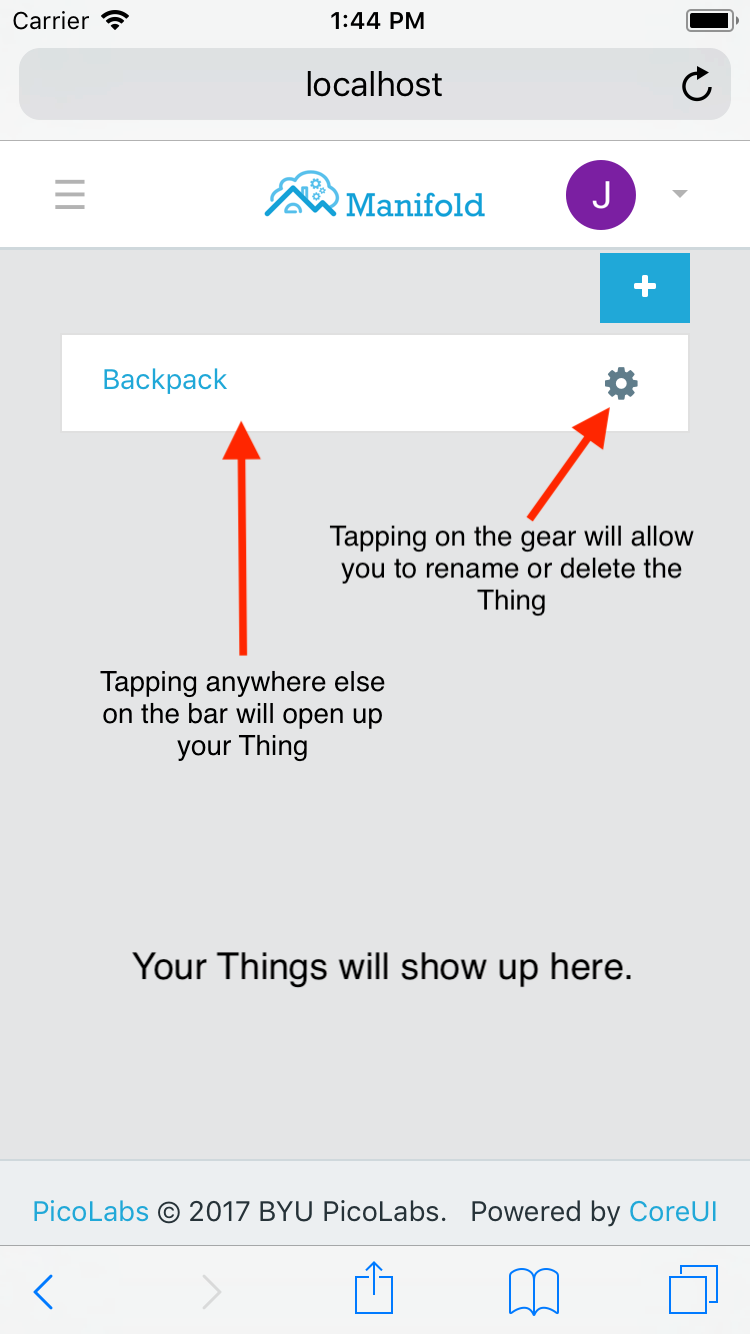 Carrier 1:44 PM
localhost
Manifold J
+
Backpack
Tapping on the gear will allow
you to rename or delete the
Thing
Tapping anywhere else
on the bar will open up
your Thing
Your Things will show up here.
PicoLabs © 2017 BYU PicoLabs. Powered by CoreUI